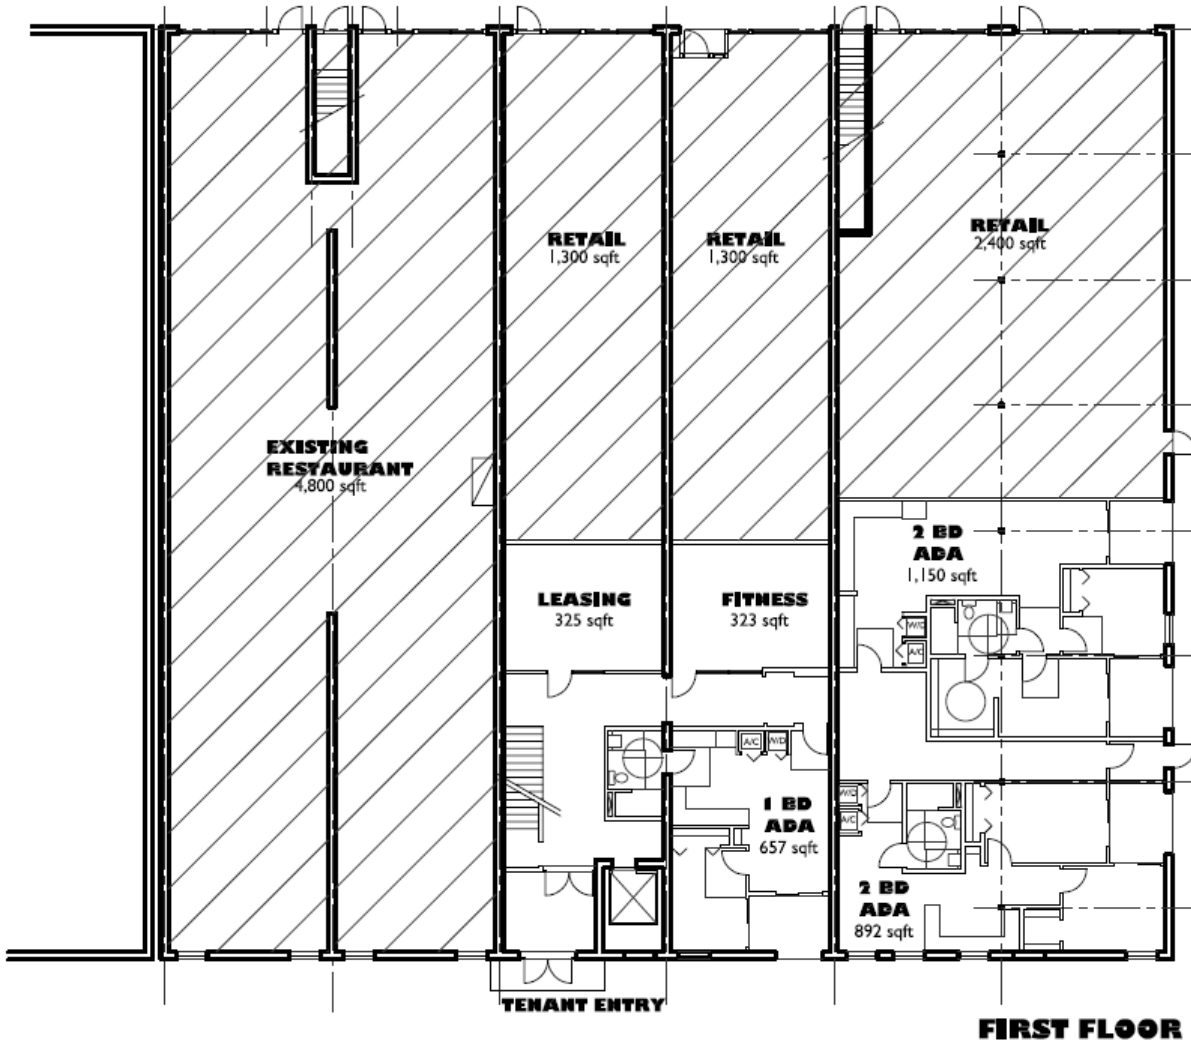 RETAIL
1,300 sqft
RETAIL
1,300 sqft
RETAIL
2,400 sqft
EXISTING
RESTAURANT
4,800 sqft
2 BD
ADA
1,150 sqft
LEASING
325 sqft
FITNESS
323 sqft
W/D
A/C
A/C
W/D
1 BD
ADA
657 sqft
W/D
A/C
2 BD
ADA
892 sqft
TENANT ENTRY
FIRST FLOOR